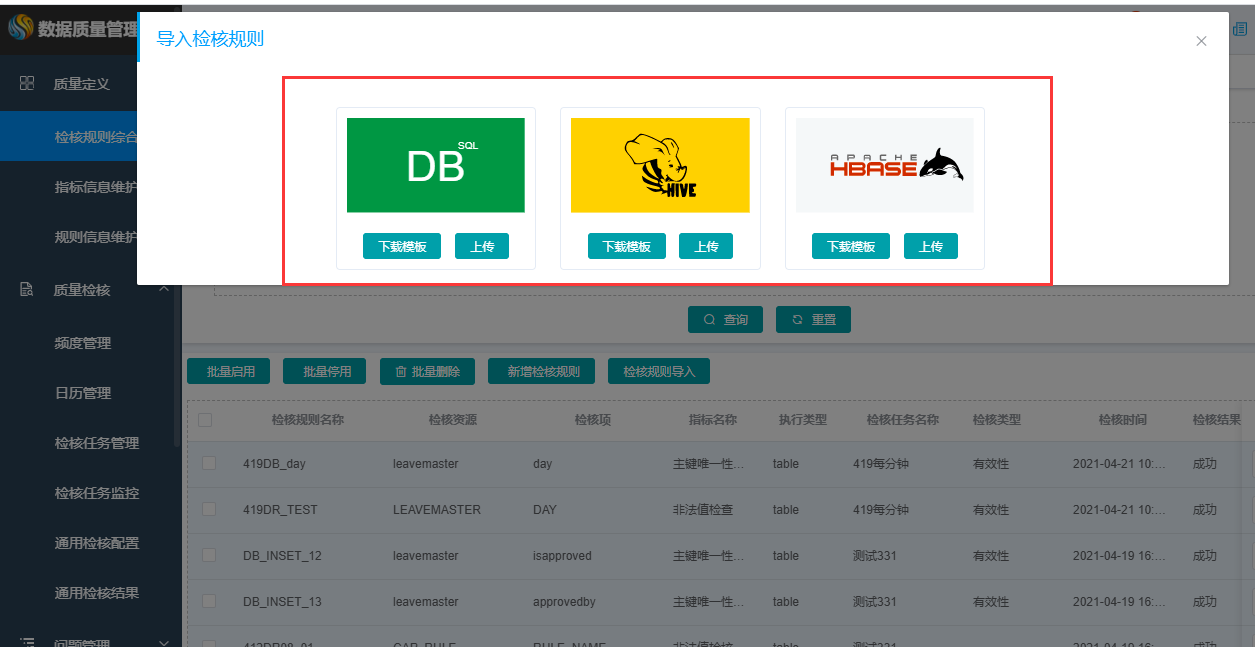 数据质量管理
导入检核规则
质量定义
检核规则综合
指标信息维护
规则信息维护
质量检核
频度管理
日历管理
检核任务管理
检核任务监控
通用检核配置
通用检核结果
问题管理
DB SQL
HIVE
APACHE
HBASE
下载模板 上传 下载模板 上传 下载模板 上传
查询 重置
批量启用 批量停用 批量删除 新增检核规则 检核规则导入
检核规则名称 检核资源 检核项 指标名称 执行类型 检核任务名称 检核类型 检核时间 检核结果
419DB_day leavemaster day 主键唯一性... table 419每分钟 有效性 2021-04-21 10:... 成功
419DR_TEST LEAVEMASTER DAY 非法值检查 table 419每分钟 有效性 2021-04-21 10:... 成功
DB_INSET_12 leavemaster isapproved 主键唯一性... table 测试331 有效性 2021-04-19 16:... 成功
DB_INSET_13 leavemaster approvedby 主键唯一性... table 测试331 有效性 2021-04-19 16:... 成功
RULE_NAME table 测试331 有效性 2021-04-19 16:... 成功